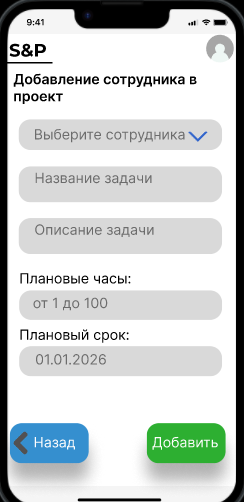 9:41
S&P
Добавление сотрудника в
проект
Выберите сотрудника
Название задачи
Описание задачи
Плановые часы:
от 1 до 100
Плановый срок:
01.01.2026
Назад
Добавить